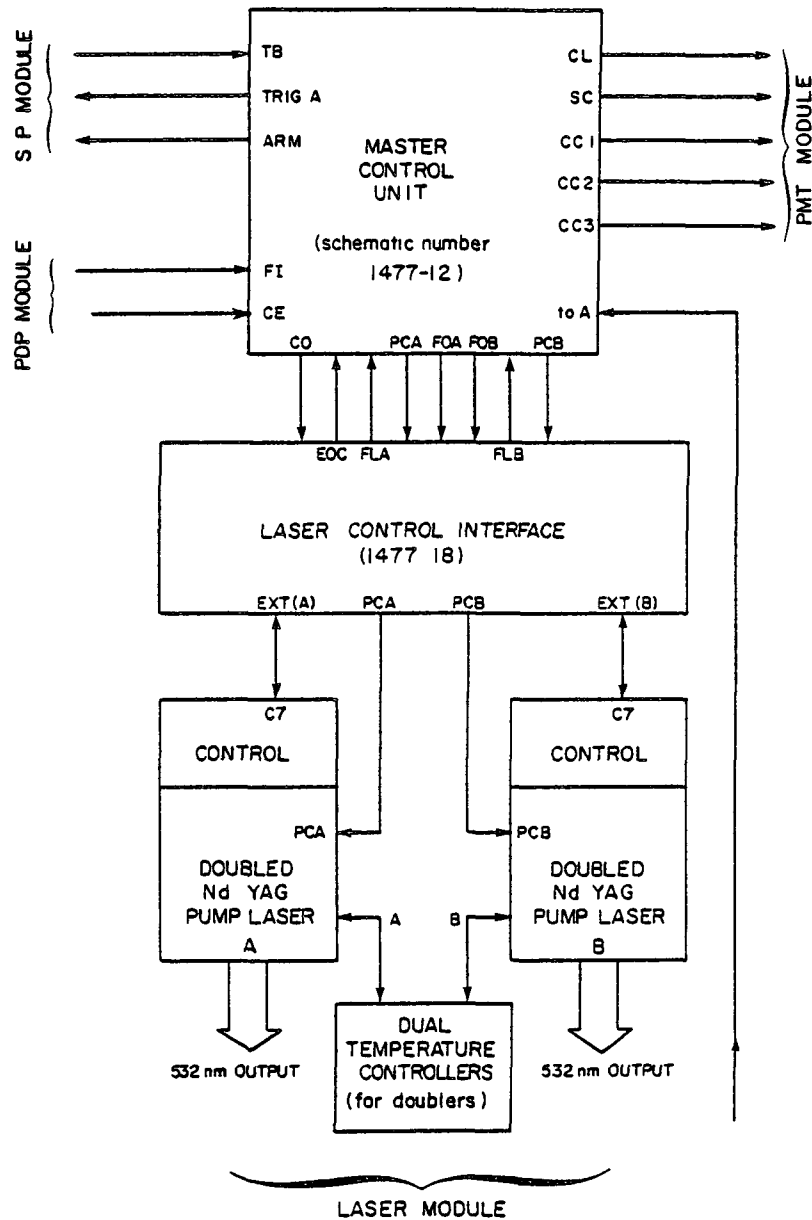 SP MODULE
TB
TRIG A
ARM
PDP MODULE
FI
CE
MASTER
CONTROL
UNIT
(schematic number
1477-12)
CL
SC
CC1
CC2
CC3
to A
PMT MODULE
CO PCA FOA FOB PCB
EOC FLA FLB
LASER CONTROL INTERFACE
(1477 18)
EXT(A) PCA PCB EXT(B)
C7
CONTROL
PCA
DOUBLED
Nd YAG
PUMP LASER
A
532 nm OUTPUT
C7
CONTROL
PCB
DOUBLED
Nd YAG
PUMP LASER
B
532 nm OUTPUT
A B
DUAL
TEMPERATURE
CONTROLLERS
(for doublers)
LASER MODULE